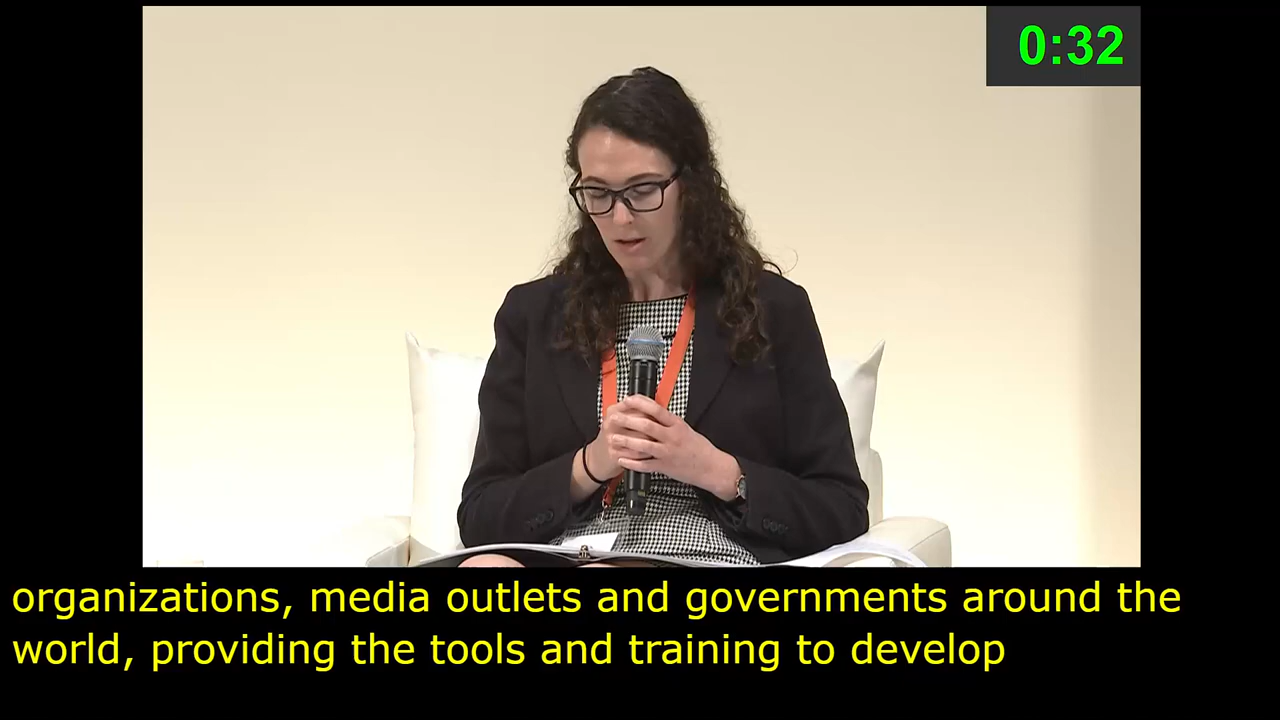 0:32
organizations, media outlets and governments around the
world, providing the tools and training to develop